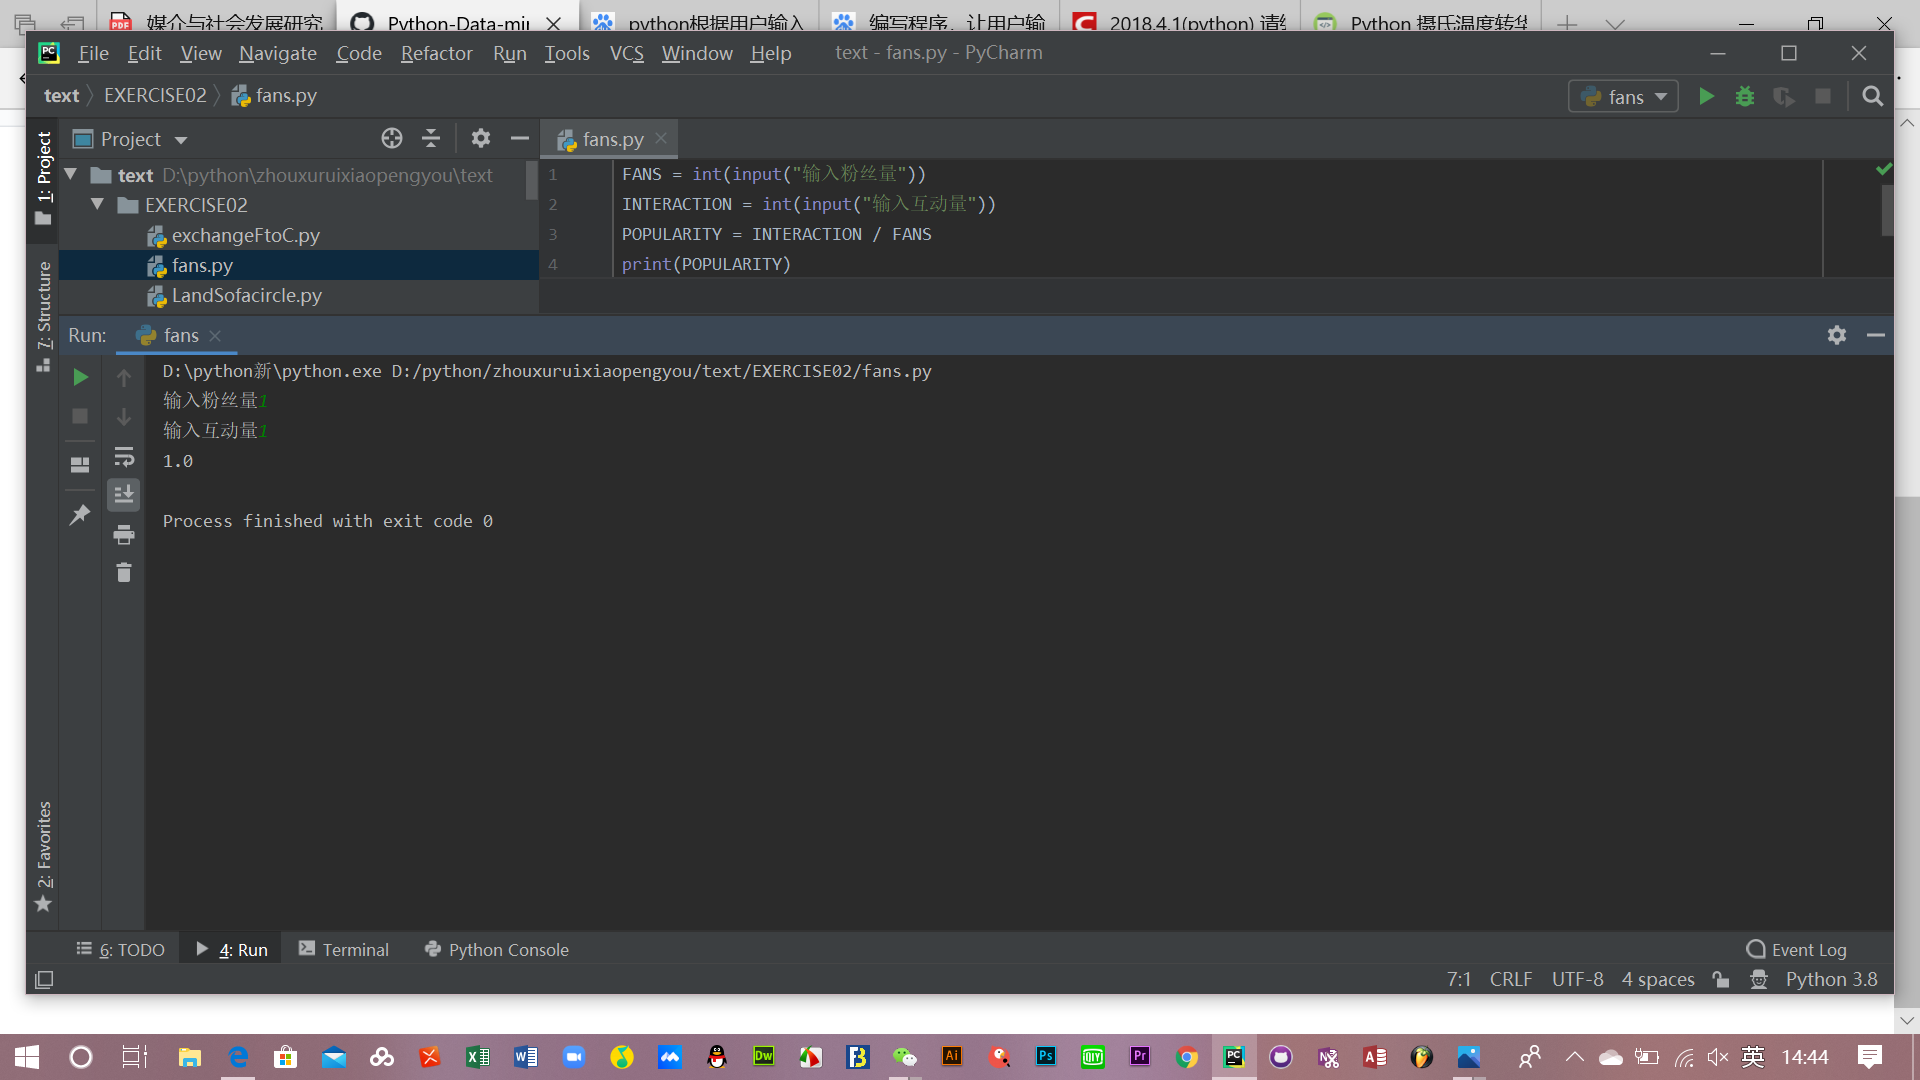 媒介与社会发展研究
Python-Data-mi
python根据用户输入
编写程序，让用户输
2018.4.1(python) 请编
Python 摄氏温度转华
File Edit View Navigate Code Refactor Run Tools VCS Window Help text - fans.py - PyCharm
text EXERCISE02 fans.py
fans
Project
fans.py
1: Project
text D:\python\zhouxuruixiaopengyou\text
EXERCISE02
exchangeFtoC.py
fans.py
LandSofacircle.py
7: Structure
1 FANS = int(input("输入粉丝量"))
2 INTERACTION = int(input("输入互动量"))
3 POPULARITY = INTERACTION / FANS
4 print(POPULARITY)
Run: fans
D:\python新\python.exe D:/python/zhouxuruixiaopengyou/text/EXERCISE02/fans.py
输入粉丝量1
输入互动量1
1.0
Process finished with exit code 0
2: Favorites
6: TODO 4: Run Terminal Python Console Event Log
7:1 CRLF UTF-8 4 spaces Python 3.8
英 14:44